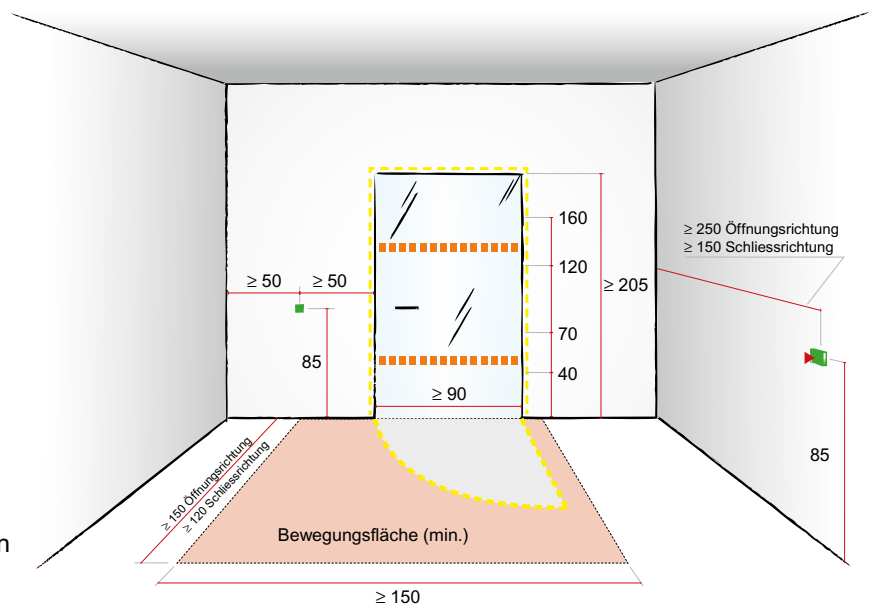 160
≥ 250 Öffnungsrichtung
≥ 150 Schliessrichtung
120
≥ 50
≥ 50
≥ 205
70
85
40
≥ 90
85
≥ 150 Öffnungsrichtung
≥ 120 Schliessrichtung
Bewegungsfläche (min.)
n
≥ 150